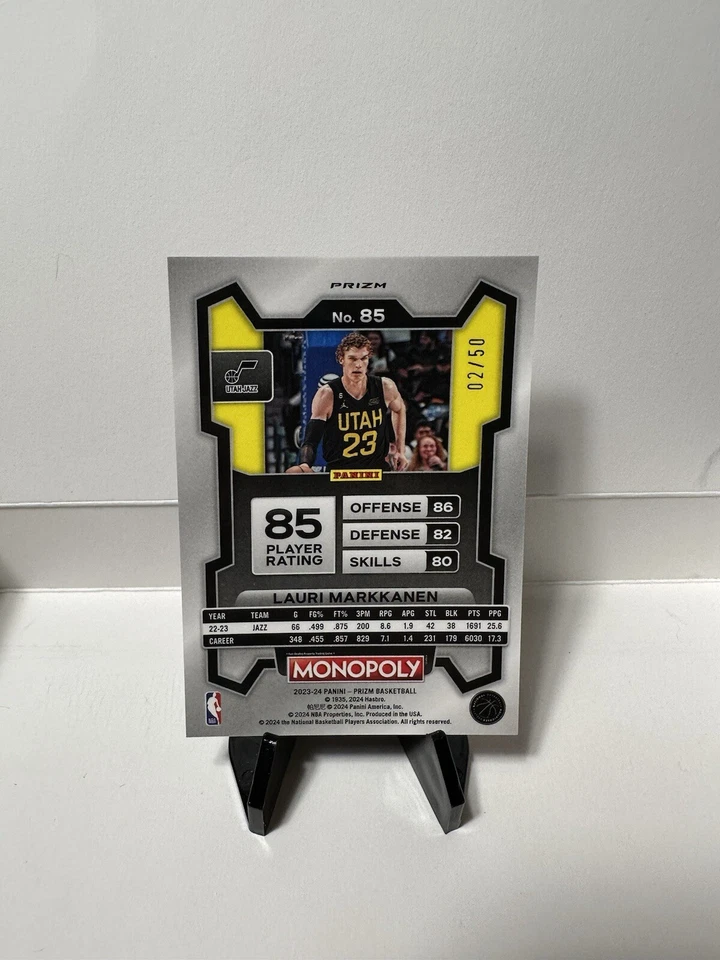 PRIZM
No. 85
UTAH JAZZ
02/50
UTAH
23
PANINI
85
PLAYER
RATING
OFFENSE 86
DEFENSE 82
SKILLS 80
LAURI MARKKANEN
YEAR TEAM G FG% FT% 3PM RPG APG STL BLK PTS PPG
22-23 JAZZ 66 .499 .875 200 8.6 1.9 42 38 1691 25.6
CAREER 348 .455 .857 829 7.1 1.4 231 179 6030 17.3
MONOPOLY
2023-24 PANINI – PRIZM BASKETBALL
© 1935, 2024 Hasbro.
帕尼尼 © 2024 Panini America, Inc.
© 2024 NBA Properties, Inc. Produced in the USA.
© 2024 the National Basketball Players Association. All rights reserved.
NBA